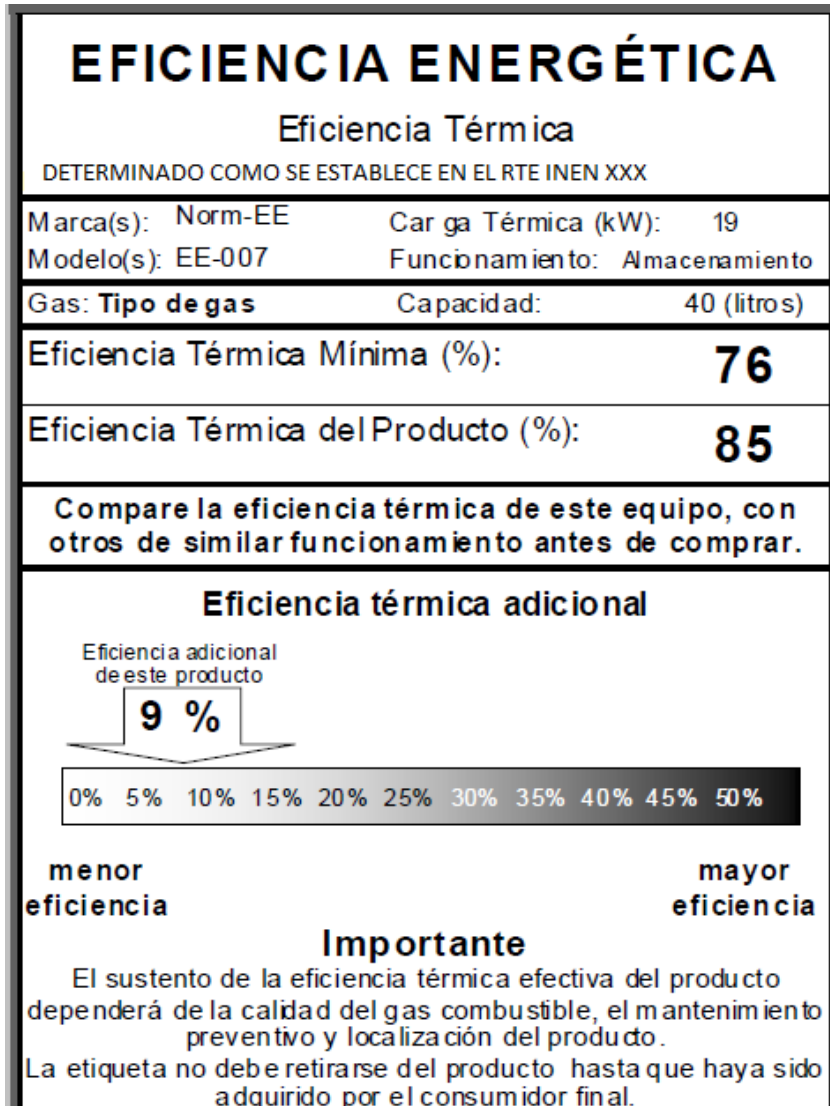 EFICIENCIA ENERGÉTICA
Eficiencia Térmica
DETERMINADO COMO SE ESTABLECE EN EL RTE INEN XXX
Marca(s): Norm-EE Carga Térmica (kW): 19
Modelo(s): EE-007 Funcionamiento: Almacenamiento
Gas: Tipo de gas Capacidad: 40 (litros)
Eficiencia Térmica Mínima (%): 76
Eficiencia Térmica del Producto (%): 85
Compare la eficiencia térmica de este equipo, con
otros de similar funcionamiento antes de comprar.
Eficiencia térmica adicional
Eficiencia adicional
de este producto
9 %
0% 5% 10% 15% 20% 25% 30% 35% 40% 45% 50%
menor mayor
eficiencia eficiencia
Importante
El sustento de la eficiencia térmica efectiva del producto
dependerá de la calidad del gas combustible, el mantenimiento
preventivo y localización del producto.
La etiqueta no debe retirarse del producto hasta que haya sido
adquirido por el consumidor final.